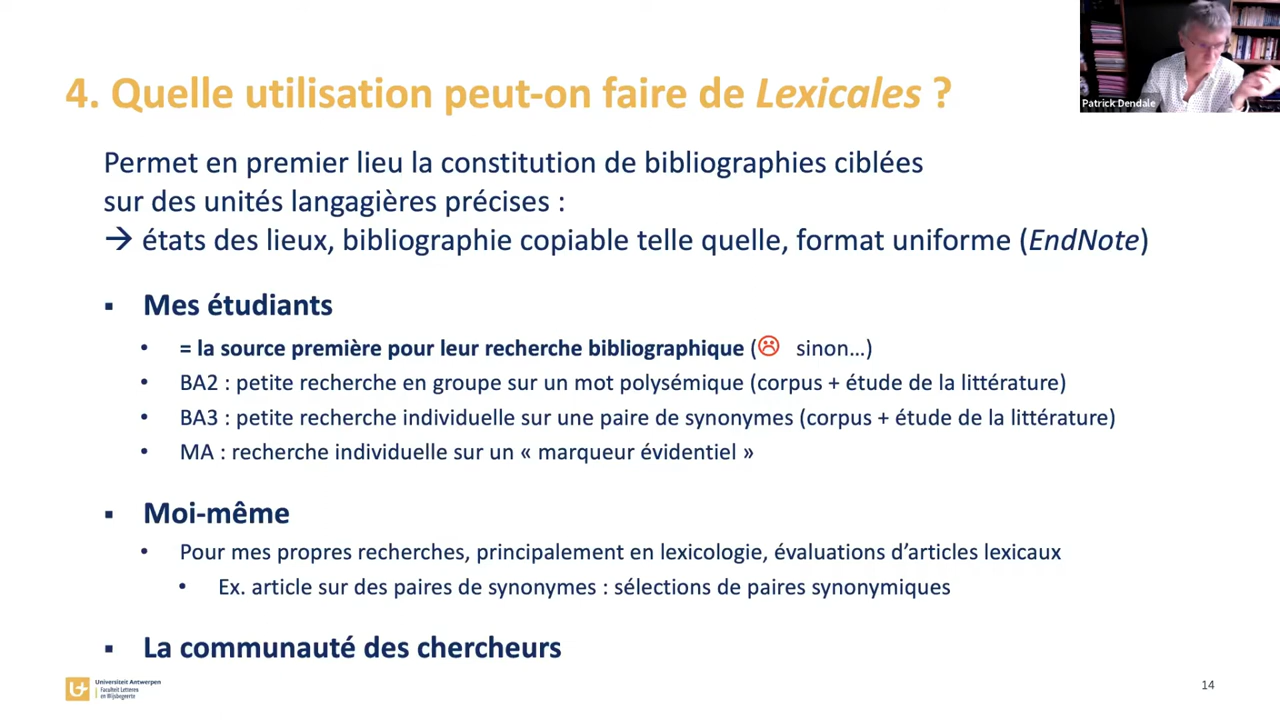 4. Quelle utilisation peut-on faire de Lexicales ?
Patrick Dendale
Permet en premier lieu la constitution de bibliographies ciblées
sur des unités langagières précises :
→ états des lieux, bibliographie copiable telle quelle, format uniforme (EndNote)
▪ Mes étudiants
• = la source première pour leur recherche bibliographique (☹ sinon…)
• BA2 : petite recherche en groupe sur un mot polysémique (corpus + étude de la littérature)
• BA3 : petite recherche individuelle sur une paire de synonymes (corpus + étude de la littérature)
• MA : recherche individuelle sur un « marqueur évidentiel »
▪ Moi-même
• Pour mes propres recherches, principalement en lexicologie, évaluations d’articles lexicaux
• Ex. article sur des paires de synonymes : sélections de paires synonymiques
▪ La communauté des chercheurs
Universiteit Antwerpen
Faculteit Letteren
en Wijsbegeerte
14